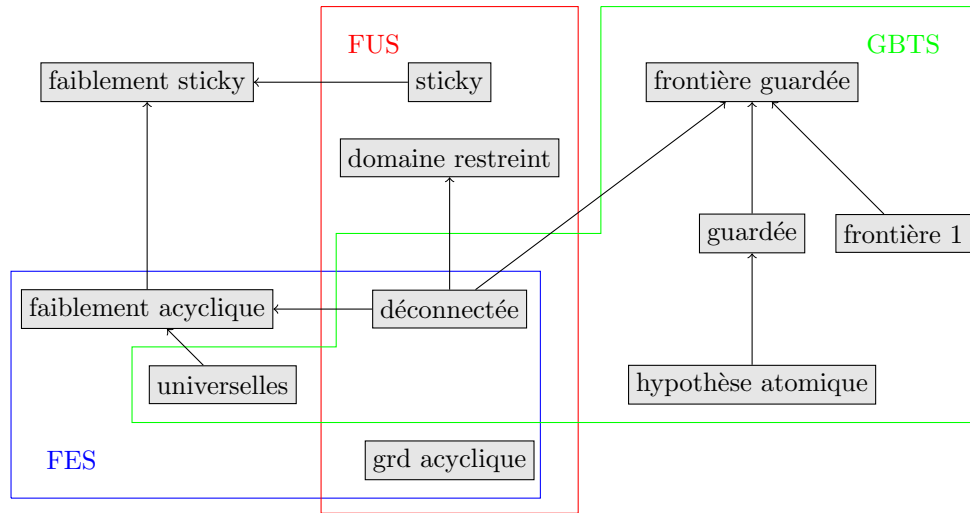 FUS
GBTS
faiblement sticky
sticky
frontière guardée
domaine restreint
guardée
frontière 1
faiblement acyclique
déconnectée
universelles
hypothèse atomique
FES
grd acyclique